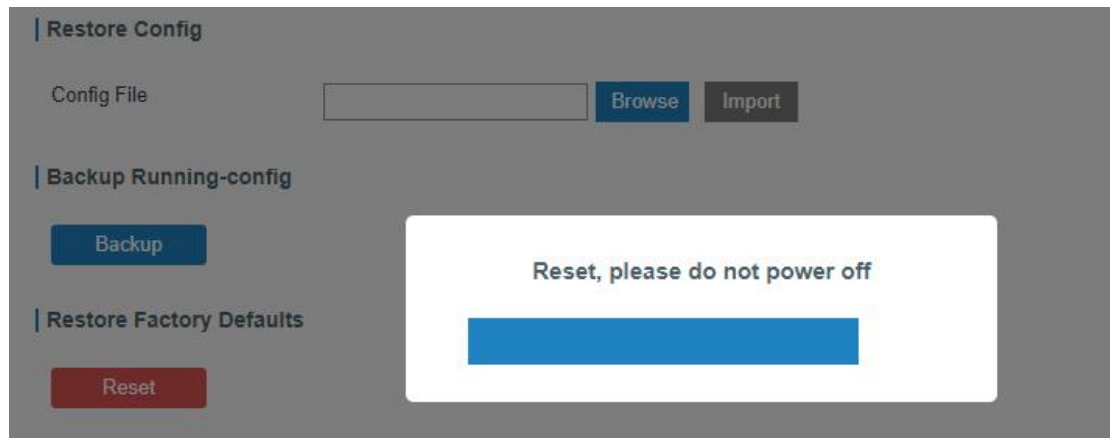 Restore Config
Config File
Browse
Import
Backup Running-config
Backup
Reset, please do not power off
Restore Factory Defaults
Reset